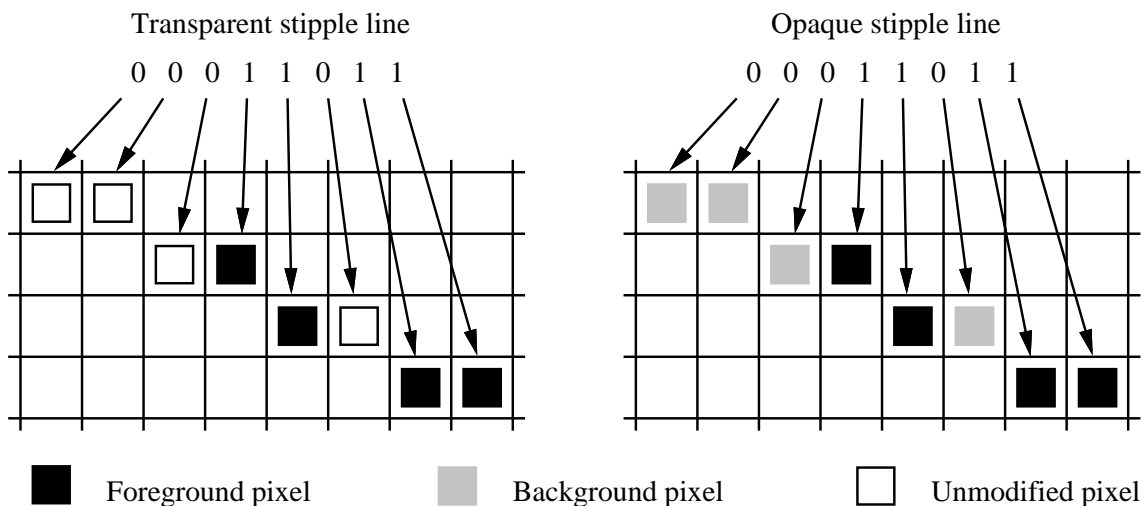 Transparent stipple line
0 0 0 1 1 0 1 1
Opaque stipple line
0 0 0 1 1 0 1 1
Foreground pixel
Background pixel
Unmodified pixel